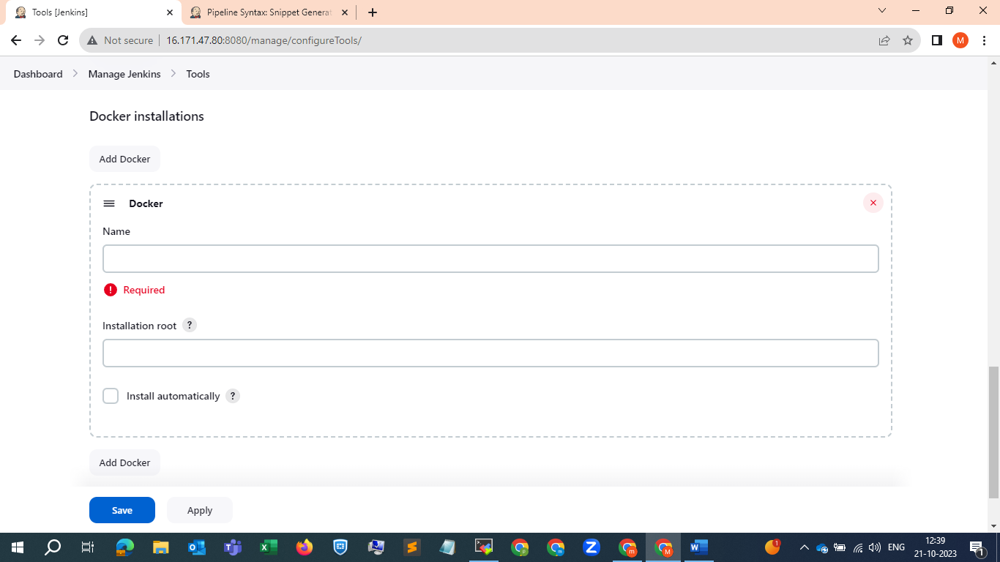 Tools [Jenkins]
Pipeline Syntax: Snippet Generat
Not secure
16.171.47.80:8080/manage/configureTools/
M
Dashboard
Manage Jenkins
Tools
Docker installations
Add Docker
Docker
Name
! Required
Installation root ?
Install automatically ?
Add Docker
Save
Apply
ENG
12:39
21-10-2023
1
1